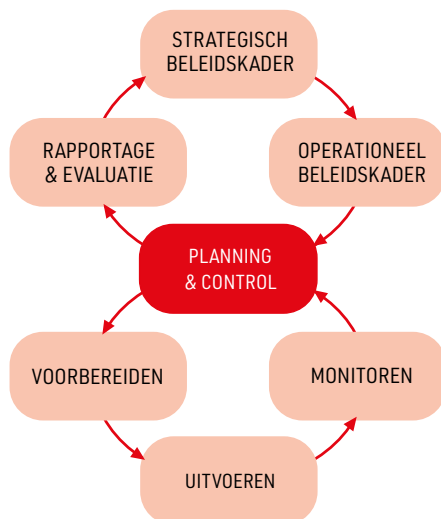 STRATEGISCH
BELEIDSKADER
RAPPORTAGE
& EVALUATIE
OPERATIONEEL
BELEIDSKADER
PLANNING
& CONTROL
VOORBEREIDEN
MONITOREN
UITVOEREN